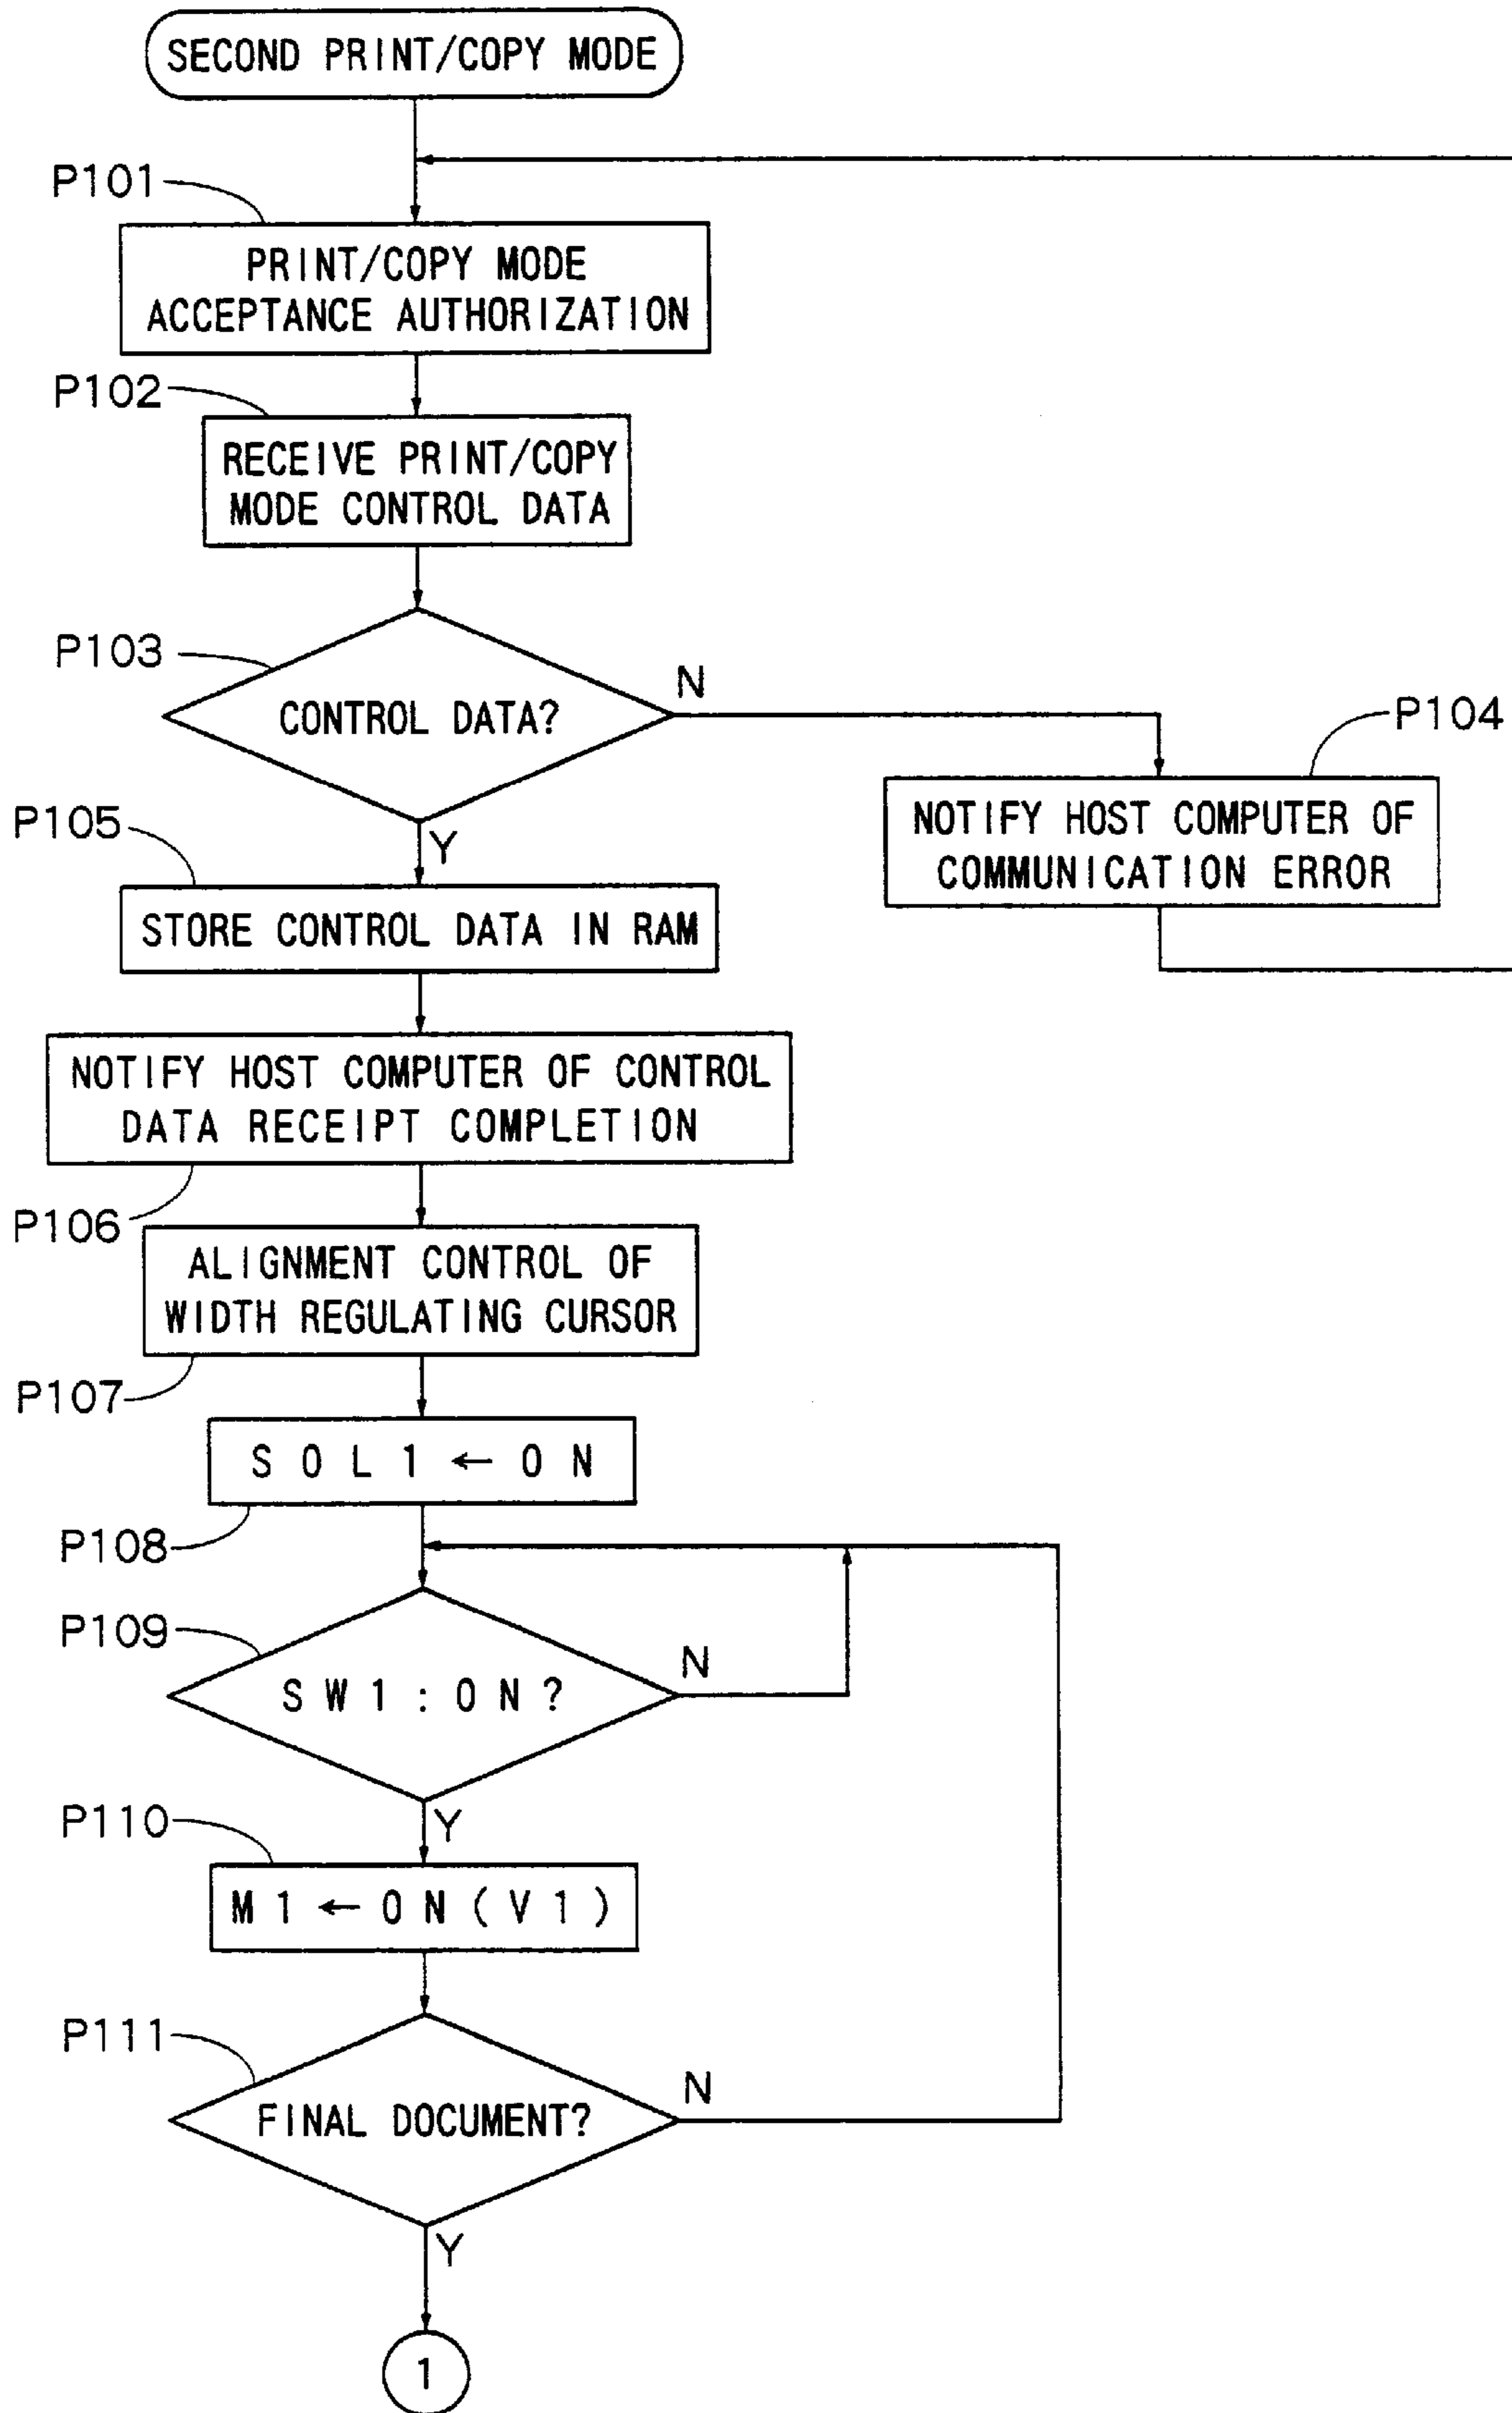 SECOND PRINT/COPY MODE
P101
PRINT/COPY MODE
ACCEPTANCE AUTHORIZATION
P102
RECEIVE PRINT/COPY
MODE CONTROL DATA
P103
CONTROL DATA?
N
P104
NOTIFY HOST COMPUTER OF
COMMUNICATION ERROR
Y
P105
STORE CONTROL DATA IN RAM
NOTIFY HOST COMPUTER OF CONTROL
DATA RECEIPT COMPLETION
P106
ALIGNMENT CONTROL OF
WIDTH REGULATING CURSOR
P107
SOL1 ← ON
P108
P109
SW1:ON?
N
Y
P110
M1 ← ON(V1)
P111
FINAL DOCUMENT?
N
Y
1